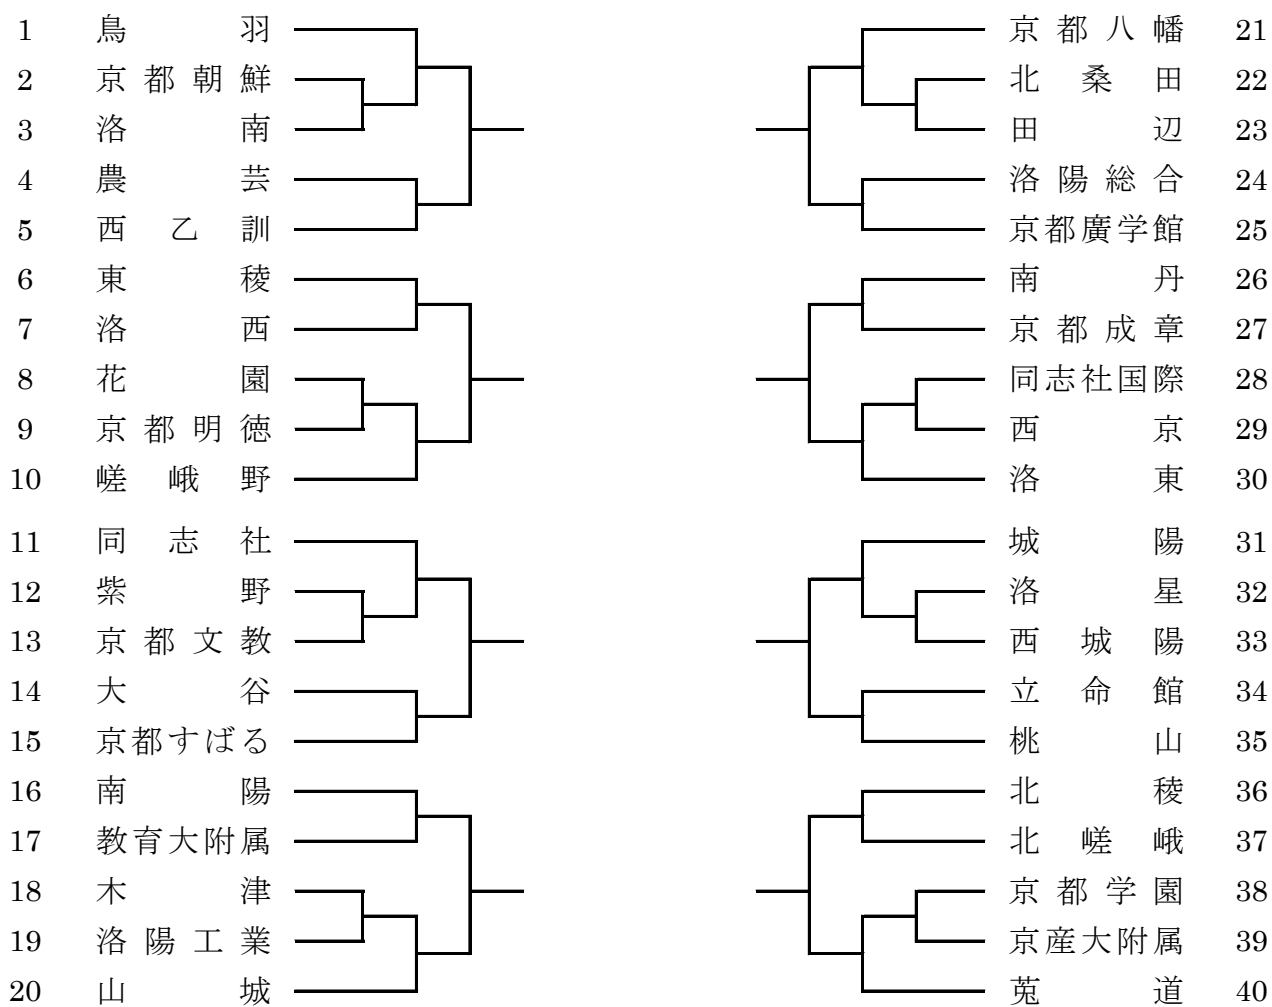 1 鳥羽
2 京都朝鮮
3 洛南
4 農芸
5 西乙訓
6 東稜
7 洛西
8 花園
9 京都明徳
10 嵯峨野
11 同志社
12 紫野
13 京都文教
14 大谷
15 京都すばる
16 南陽
17 教育大附属
18 木津
19 洛陽工業
20 山城
京都八幡 21
北桑田 22
田辺 23
洛陽総合 24
京都廣学館 25
南丹 26
京都成章 27
同志社国際 28
西京 29
洛東 30
城陽 31
洛星 32
西城陽 33
立命館 34
桃山 35
北稜 36
北嵯峨 37
京都学園 38
京産大附属 39
莵道 40